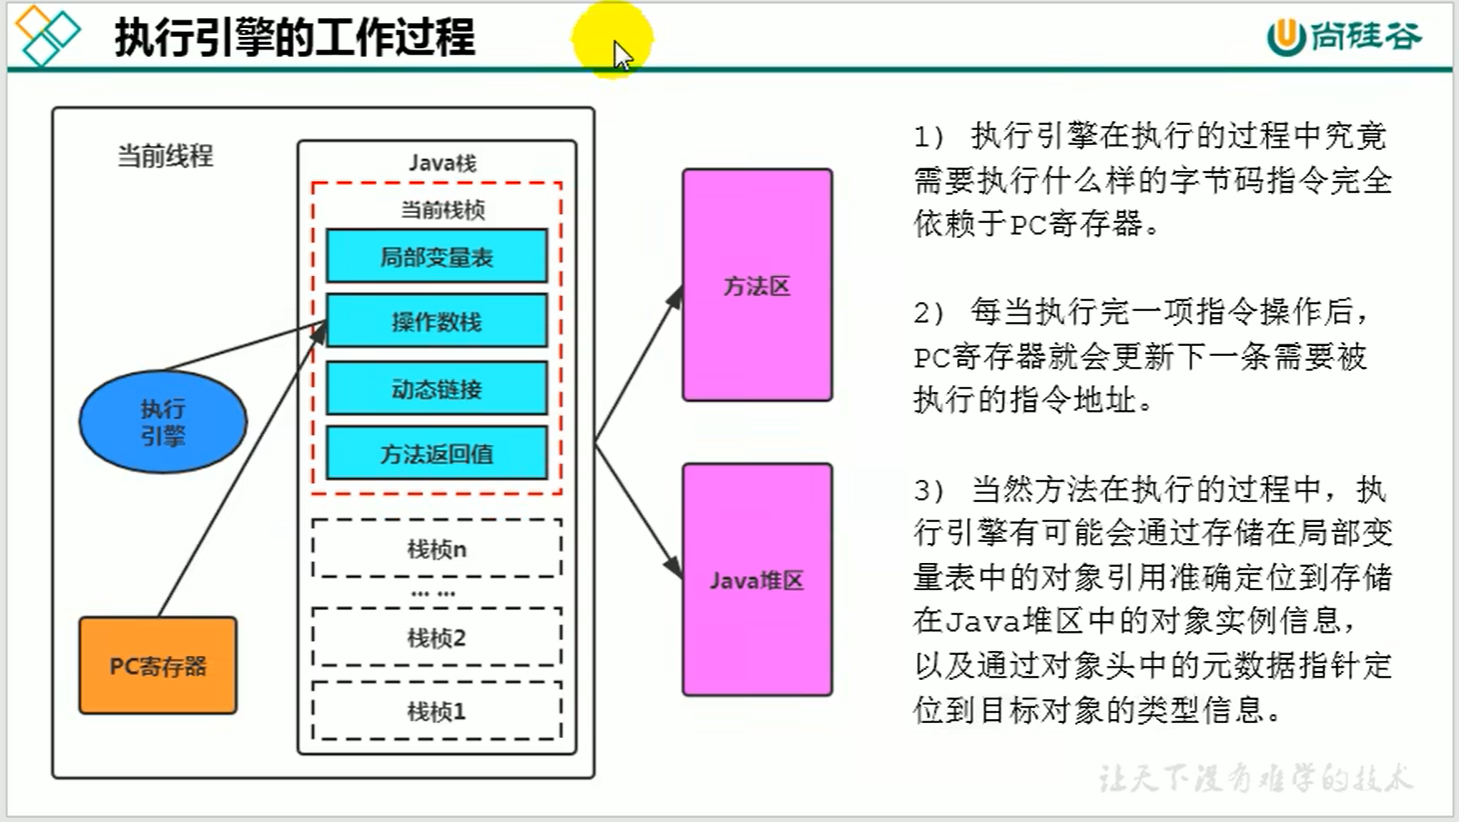 执行引擎的工作过程
尚硅谷
当前线程
Java栈
当前栈桢
局部变量表
操作数栈
动态链接
方法返回值
栈桢n
... ...
栈桢2
栈桢1
执行
引擎
PC寄存器
方法区
Java堆区
1) 执行引擎在执行的过程中究竟
需要执行什么样的字节码指令完全
依赖于PC寄存器。
2) 每当执行完一项指令操作后，
PC寄存器就会更新下一条需要被
执行的指令地址。
3) 当然方法在执行的过程中，执
行引擎有可能会通过存储在局部变
量表中的对象引用准确定位到存储
在Java堆区中的对象实例信息，
以及通过对象头中的元数据指针定
位到目标对象的类型信息。
让天下没有难学的技术